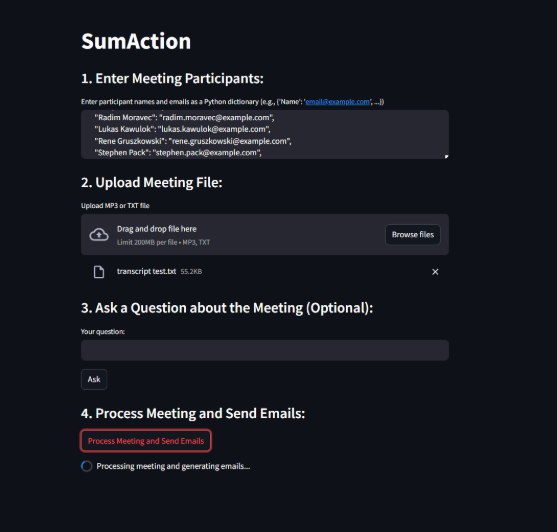 SumAction
1. Enter Meeting Participants:
Enter participant names and emails as a Python dictionary (e.g., {'Name': 'email@example.com', ...})
"Radim Moravec": "radim.moravec@example.com",
"Lukas Kawulok": "lukas.kawulok@example.com",
"Rene Gruszkowski": "rene.gruszkowski@example.com",
"Stephen Pack": "stephen.pack@example.com",
2. Upload Meeting File:
Upload MP3 or TXT file
Drag and drop file here
Limit 200MB per file • MP3, TXT
Browse files
transcript test.txt 55.2KB
3. Ask a Question about the Meeting (Optional):
Your question:
Ask
4. Process Meeting and Send Emails:
Process Meeting and Send Emails
Processing meeting and generating emails...